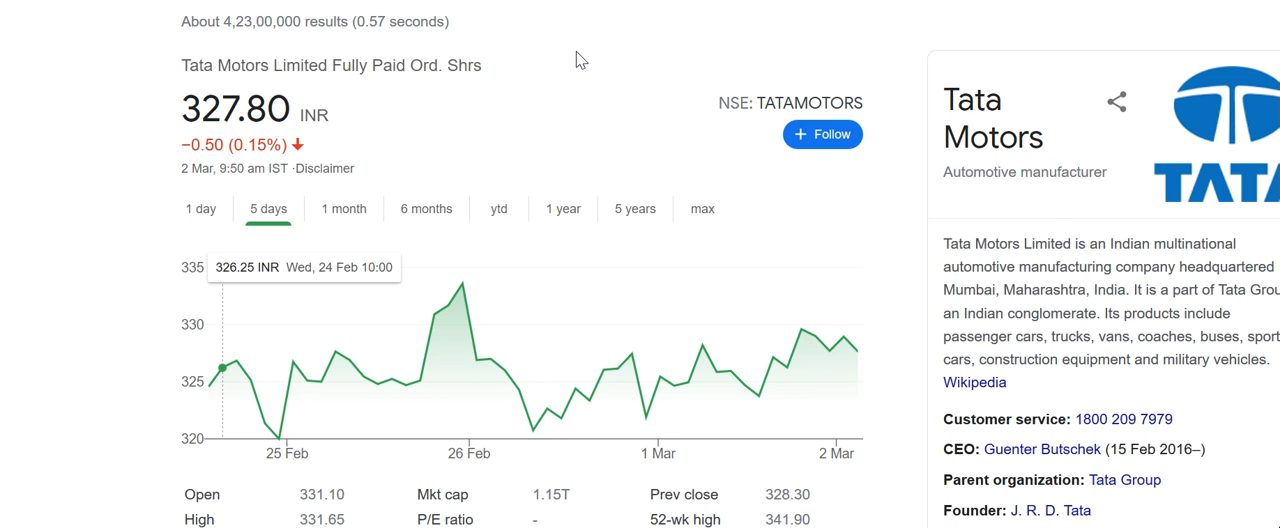 About 4,23,00,000 results (0.57 seconds)
Tata Motors Limited Fully Paid Ord. Shrs
327.80 INR
−0.50 (0.15%)
2 Mar, 9:50 am IST ·Disclaimer
NSE: TATAMOTORS
+ Follow
1 day 5 days 1 month 6 months ytd 1 year 5 years max
326.25 INR Wed, 24 Feb 10:00
335
330
325
320
25 Feb 26 Feb 1 Mar 2 Mar
Open 331.10 Mkt cap 1.15T Prev close 328.30
High 331.65 P/E ratio - 52-wk high 341.90
Tata
Motors
Automotive manufacturer
TATA
Tata Motors Limited is an Indian multinational
automotive manufacturing company headquartered
Mumbai, Maharashtra, India. It is a part of Tata Grou
an Indian conglomerate. Its products include
passenger cars, trucks, vans, coaches, buses, sport
cars, construction equipment and military vehicles.
Wikipedia
Customer service: 1800 209 7979
CEO: Guenter Butschek (15 Feb 2016–)
Parent organization: Tata Group
Founder: J. R. D. Tata